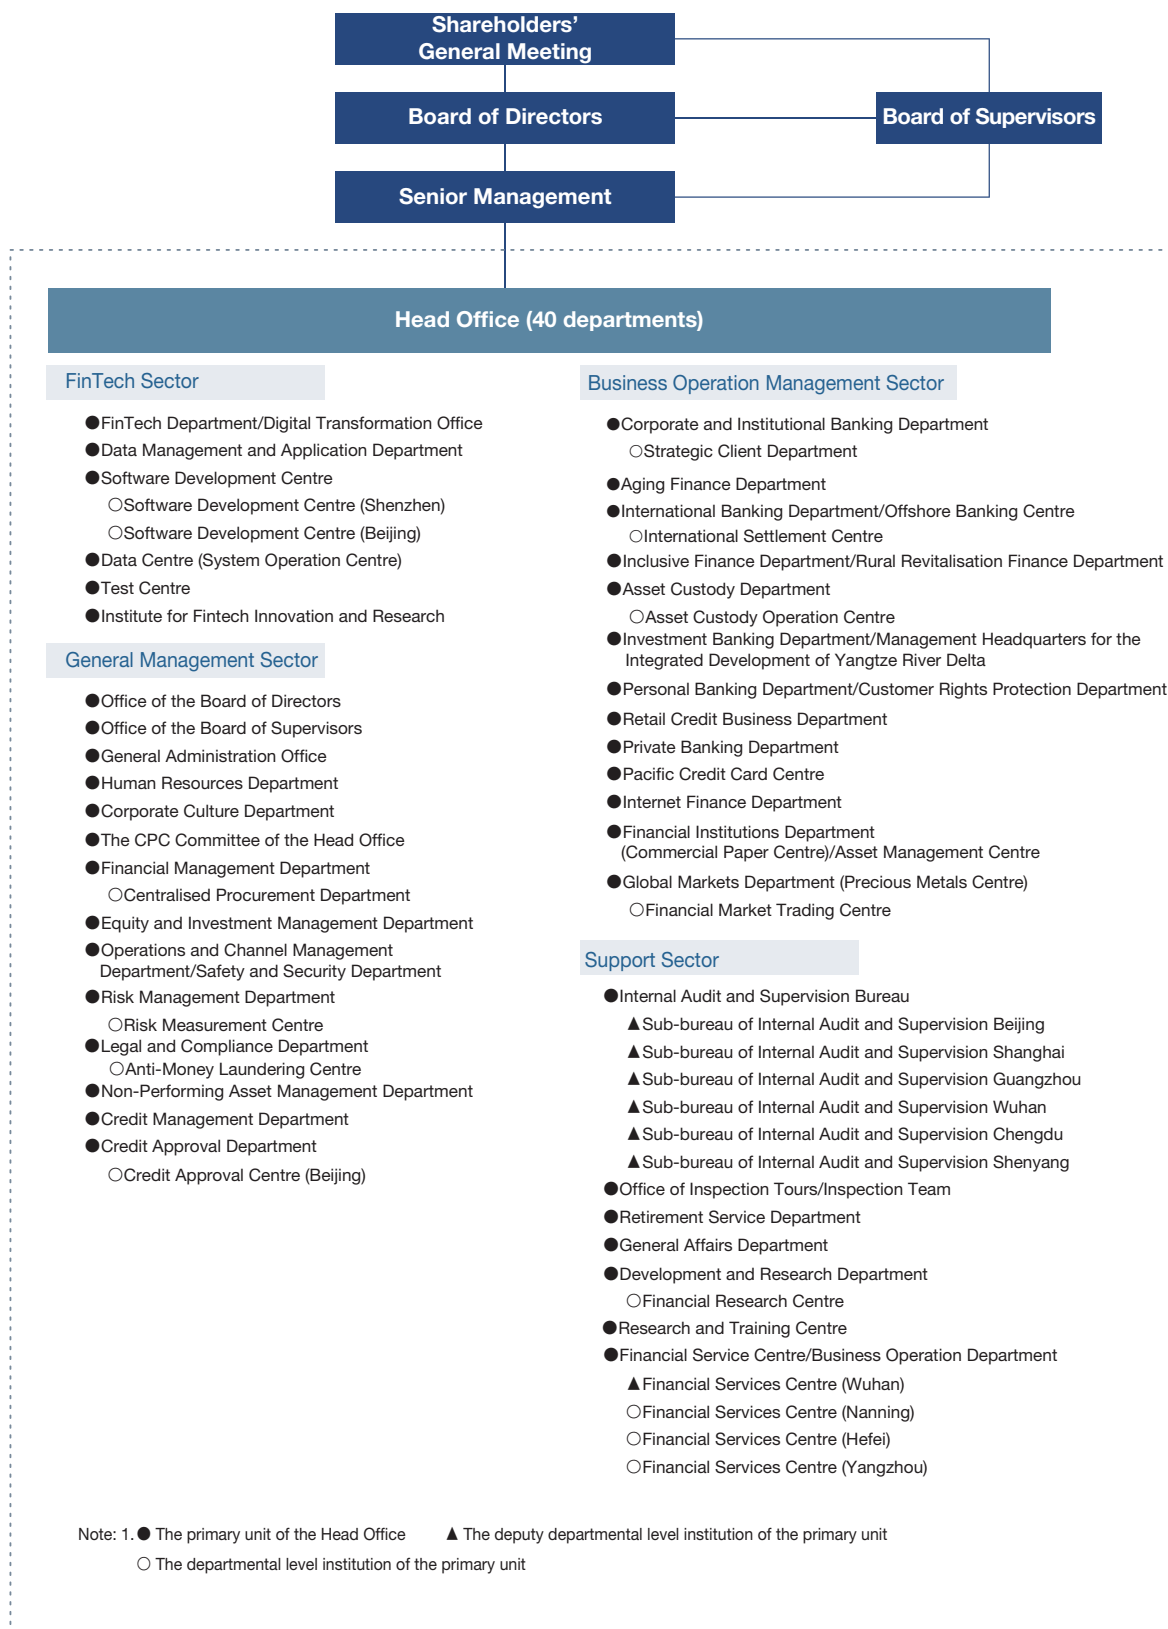 Shareholders'
General Meeting
Board of Directors
Board of Supervisors
Senior Management
Head Office (40 departments)
FinTech Sector
●FinTech Department/Digital Transformation Office
●Data Management and Application Department
●Software Development Centre
○Software Development Centre (Shenzhen)
○Software Development Centre (Beijing)
●Data Centre (System Operation Centre)
●Test Centre
●Institute for Fintech Innovation and Research
General Management Sector
●Office of the Board of Directors
●Office of the Board of Supervisors
●General Administration Office
●Human Resources Department
●Corporate Culture Department
●The CPC Committee of the Head Office
●Financial Management Department
○Centralised Procurement Department
●Equity and Investment Management Department
●Operations and Channel Management
Department/Safety and Security Department
●Risk Management Department
○Risk Measurement Centre
●Legal and Compliance Department
○Anti-Money Laundering Centre
●Non-Performing Asset Management Department
●Credit Management Department
●Credit Approval Department
○Credit Approval Centre (Beijing)
Business Operation Management Sector
●Corporate and Institutional Banking Department
○Strategic Client Department
●Aging Finance Department
●International Banking Department/Offshore Banking Centre
○International Settlement Centre
●Inclusive Finance Department/Rural Revitalisation Finance Department
●Asset Custody Department
○Asset Custody Operation Centre
●Investment Banking Department/Management Headquarters for the
Integrated Development of Yangtze River Delta
●Personal Banking Department/Customer Rights Protection Department
●Retail Credit Business Department
●Private Banking Department
●Pacific Credit Card Centre
●Internet Finance Department
●Financial Institutions Department
(Commercial Paper Centre)/Asset Management Centre
●Global Markets Department (Precious Metals Centre)
○Financial Market Trading Centre
Support Sector
●Internal Audit and Supervision Bureau
▲Sub-bureau of Internal Audit and Supervision Beijing
▲Sub-bureau of Internal Audit and Supervision Shanghai
▲Sub-bureau of Internal Audit and Supervision Guangzhou
▲Sub-bureau of Internal Audit and Supervision Wuhan
▲Sub-bureau of Internal Audit and Supervision Chengdu
▲Sub-bureau of Internal Audit and Supervision Shenyang
●Office of Inspection Tours/Inspection Team
●Retirement Service Department
●General Affairs Department
●Development and Research Department
○Financial Research Centre
●Research and Training Centre
●Financial Service Centre/Business Operation Department
▲Financial Services Centre (Wuhan)
○Financial Services Centre (Nanning)
○Financial Services Centre (Hefei)
○Financial Services Centre (Yangzhou)
Note: 1. ● The primary unit of the Head Office ▲ The deputy departmental level institution of the primary unit
○ The departmental level institution of the primary unit